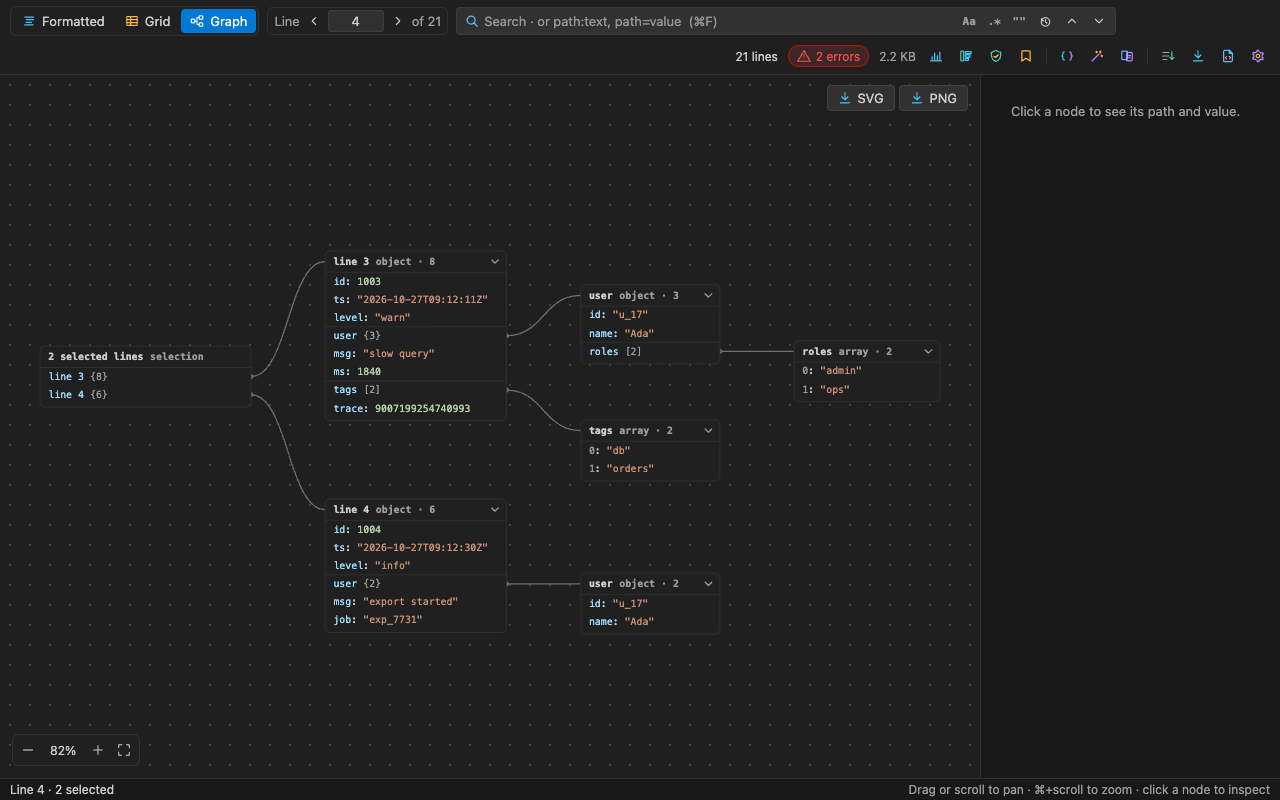 Formatted Grid Graph Line 4 of 21 Search · or path:text, path=value (⌘F) Aa .* ""
21 lines 2 errors 2.2 KB
SVG PNG
Click a node to see its path and value.
2 selected lines selection
line 3 {8}
line 4 {6}
line 3 object · 8
id: 1003
ts: "2026-10-27T09:12:11Z"
level: "warn"
user {3}
msg: "slow query"
ms: 1840
tags [2]
trace: 9007199254740993
user object · 3
id: "u_17"
name: "Ada"
roles [2]
roles array · 2
0: "admin"
1: "ops"
tags array · 2
0: "db"
1: "orders"
line 4 object · 6
id: 1004
ts: "2026-10-27T09:12:30Z"
level: "info"
user {2}
msg: "export started"
job: "exp_7731"
user object · 2
id: "u_17"
name: "Ada"
82%
Line 4 · 2 selected
Drag or scroll to pan · ⌘+scroll to zoom · click a node to inspect